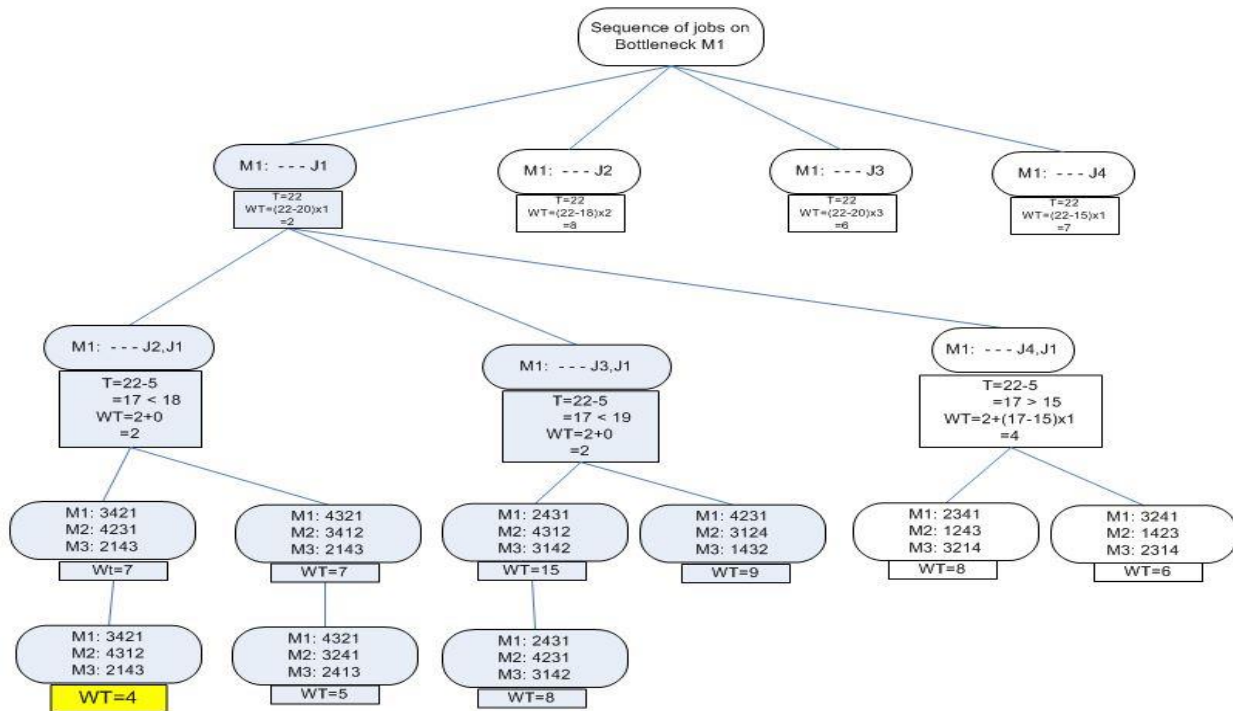 Sequence of jobs on
Bottleneck M1
M1: - - - J1
T=22
WT=(22-20)x1
=2
M1: - - - J2
T=22
WT=(22-18)x2
=8
M1: - - - J3
T=22
WT=(22-20)x3
=6
M1: - - - J4
T=22
WT=(22-15)x1
=7
M1: - - - J2,J1
T=22-5
=17 < 18
WT=2+0
=2
M1: - - - J3,J1
T=22-5
=17 < 19
WT=2+0
=2
M1: - - - J4,J1
T=22-5
=17 > 15
WT=2+(17-15)x1
=4
M1: 3421
M2: 4231
M3: 2143
Wt=7
M1: 4321
M2: 3412
M3: 2143
WT=7
M1: 2431
M2: 4312
M3: 3142
WT=15
M1: 4231
M2: 3124
M3: 1432
WT=9
M1: 2341
M2: 1243
M3: 3214
WT=8
M1: 3241
M2: 1423
M3: 2314
WT=6
M1: 3421
M2: 4312
M3: 2143
WT=4
M1: 4321
M2: 3241
M3: 2413
WT=5
M1: 2431
M2: 4231
M3: 3142
WT=8